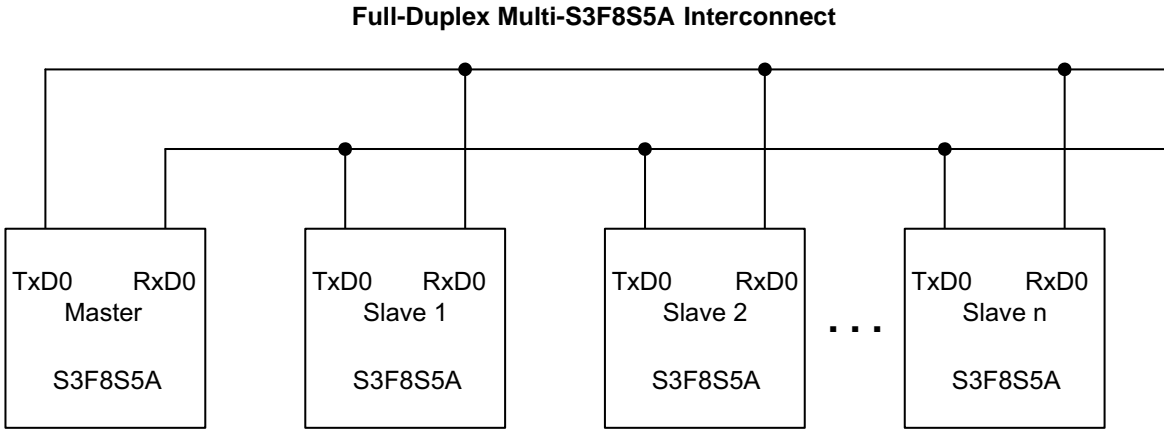 Full-Duplex Multi-S3F8S5A Interconnect
TxD0 RxD0
Master
S3F8S5A
TxD0 RxD0
Slave 1
S3F8S5A
TxD0 RxD0
Slave 2
S3F8S5A
. . .
TxD0 RxD0
Slave n
S3F8S5A